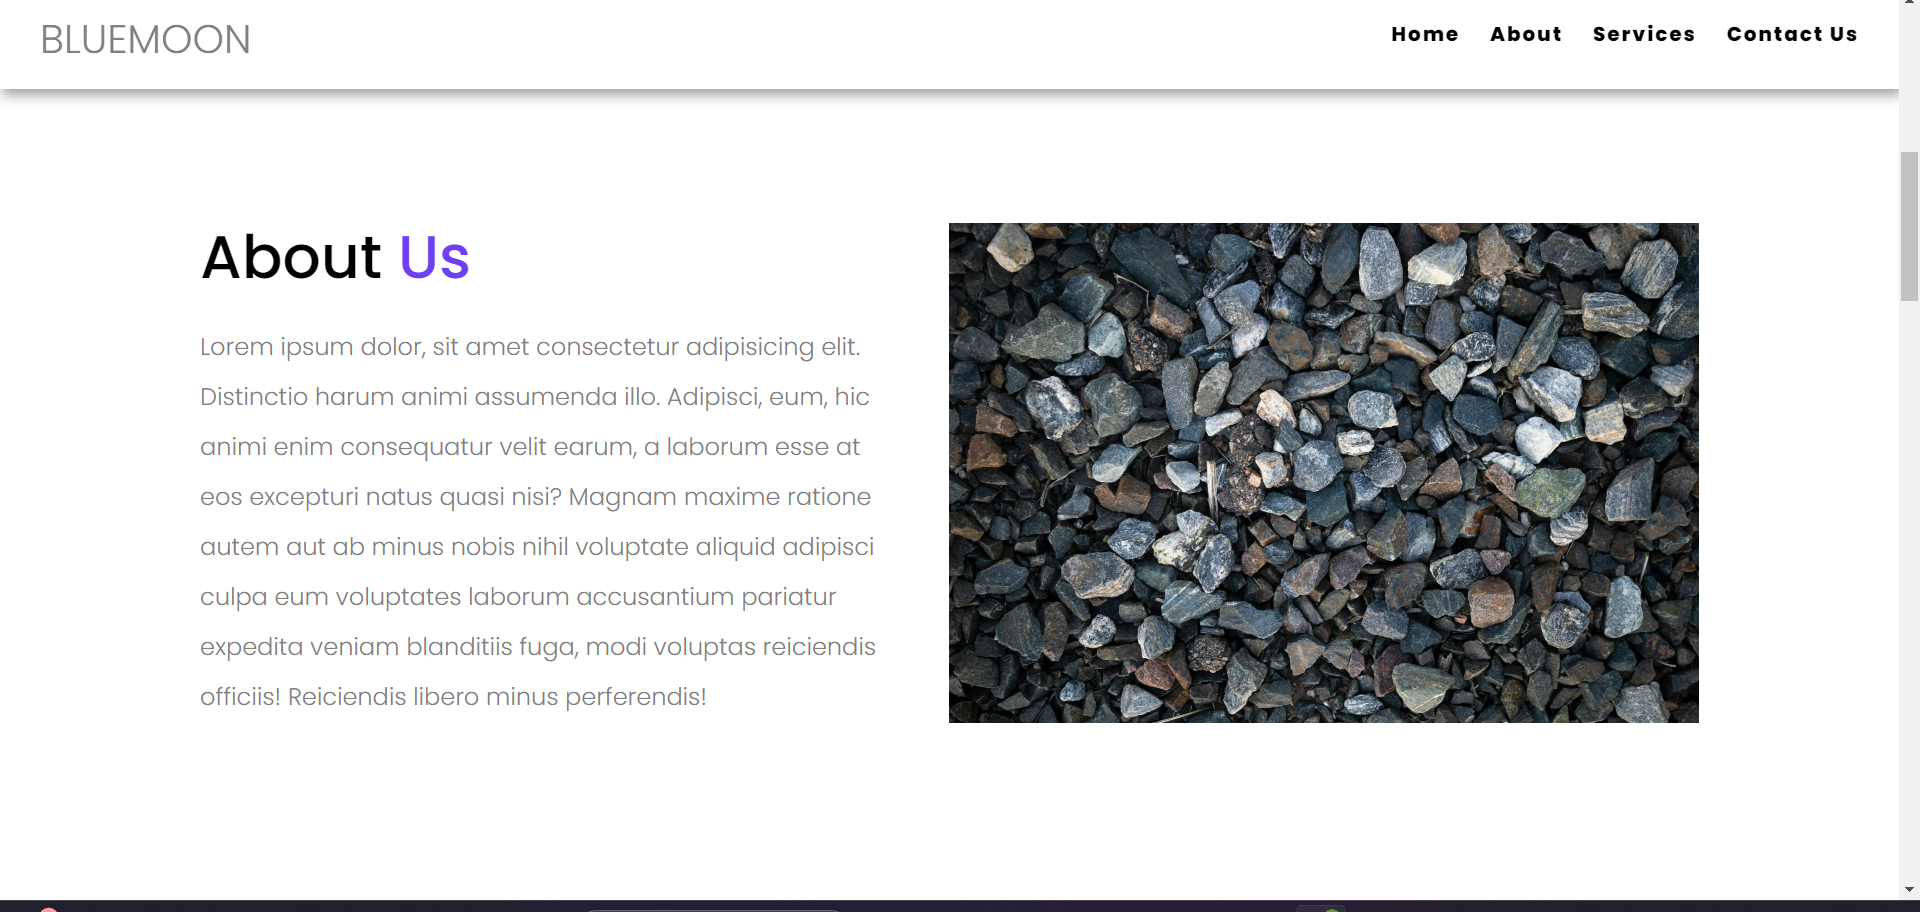 BLUEMOON
Home About Services Contact Us
About Us
Lorem ipsum dolor, sit amet consectetur adipisicing elit.
Distinctio harum animi assumenda illo. Adipisci, eum, hic
animi enim consequatur velit earum, a laborum esse at
eos excepturi natus quasi nisi? Magnam maxime ratione
autem aut ab minus nobis nihil voluptate aliquid adipisci
culpa eum voluptates laborum accusantium pariatur
expedita veniam blanditiis fuga, modi voluptas reiciendis
officiis! Reiciendis libero minus perferendis!